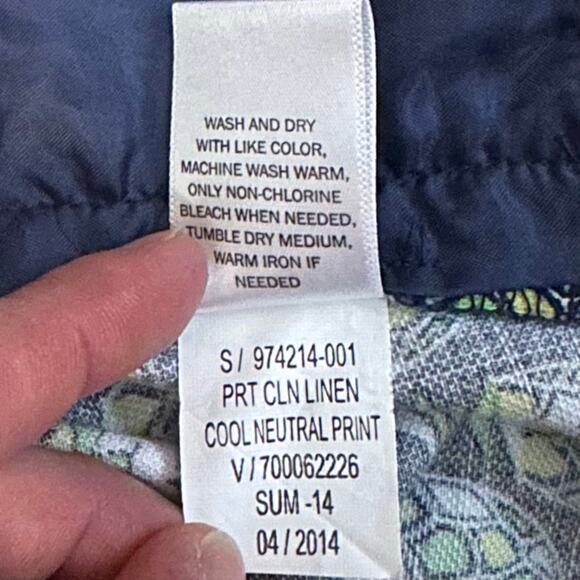 WASH AND DRY
WITH LIKE COLOR,
MACHINE WASH WARM,
ONLY NON-CHLORINE
BLEACH WHEN NEEDED,
TUMBLE DRY MEDIUM,
WARM IRON IF
NEEDED
S / 974214-001
PRT CLN LINEN
COOL NEUTRAL PRINT
V / 700062226
SUM -14
04 / 2014